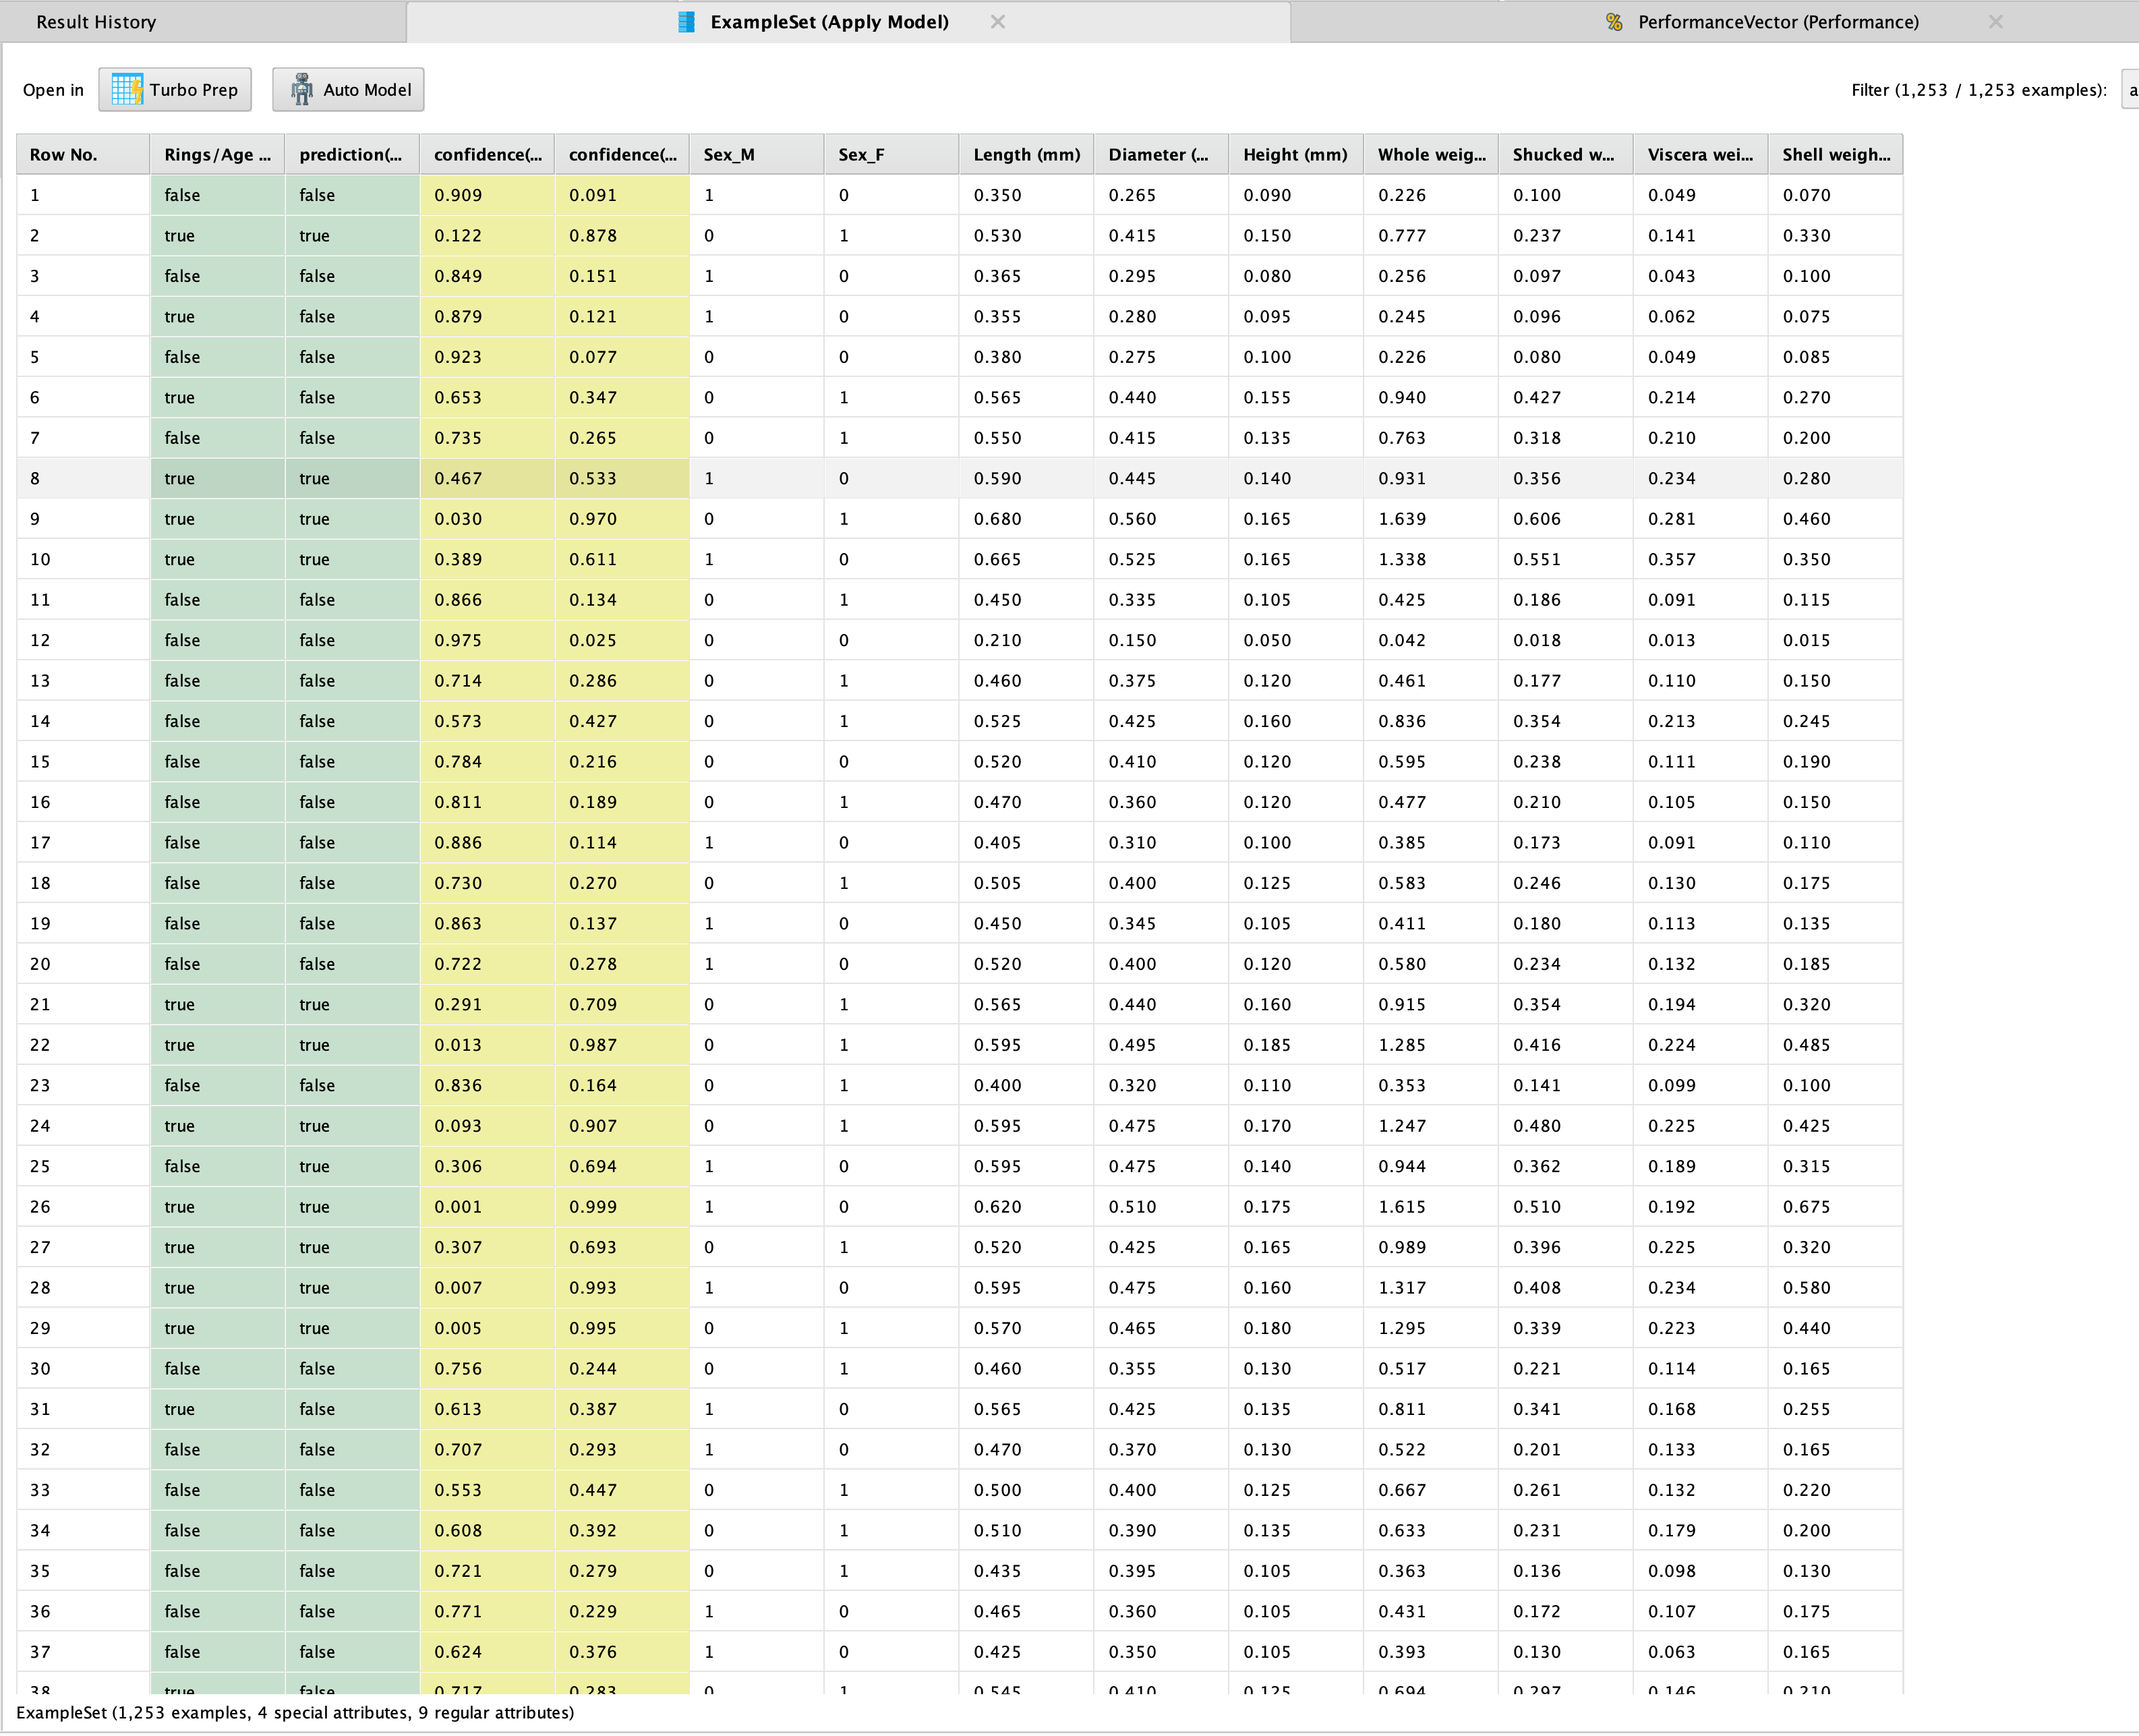 Result History ExampleSet (Apply Model) PerformanceVector (Performance)
Open in Turbo Prep Auto Model Filter (1,253 / 1,253 examples): a
Row No. Rings/Age ... prediction(... confidence(... confidence(... Sex_M Sex_F Length (mm) Diameter (... Height (mm) Whole weig... Shucked w... Viscera wei... Shell weigh...
1 false false 0.909 0.091 1 0 0.350 0.265 0.090 0.226 0.100 0.049 0.070
2 true true 0.122 0.878 0 1 0.530 0.415 0.150 0.777 0.237 0.141 0.330
3 false false 0.849 0.151 1 0 0.365 0.295 0.080 0.256 0.097 0.043 0.100
4 true false 0.879 0.121 1 0 0.355 0.280 0.095 0.245 0.096 0.062 0.075
5 false false 0.923 0.077 0 0 0.380 0.275 0.100 0.226 0.080 0.049 0.085
6 true false 0.653 0.347 0 1 0.565 0.440 0.155 0.940 0.427 0.214 0.270
7 false false 0.735 0.265 0 1 0.550 0.415 0.135 0.763 0.318 0.210 0.200
8 true true 0.467 0.533 1 0 0.590 0.445 0.140 0.931 0.356 0.234 0.280
9 true true 0.030 0.970 0 1 0.680 0.560 0.165 1.639 0.606 0.281 0.460
10 true true 0.389 0.611 1 0 0.665 0.525 0.165 1.338 0.551 0.357 0.350
11 false false 0.866 0.134 0 1 0.450 0.335 0.105 0.425 0.186 0.091 0.115
12 false false 0.975 0.025 0 0 0.210 0.150 0.050 0.042 0.018 0.013 0.015
13 false false 0.714 0.286 0 1 0.460 0.375 0.120 0.461 0.177 0.110 0.150
14 false false 0.573 0.427 0 1 0.525 0.425 0.160 0.836 0.354 0.213 0.245
15 false false 0.784 0.216 0 0 0.520 0.410 0.120 0.595 0.238 0.111 0.190
16 false false 0.811 0.189 0 1 0.470 0.360 0.120 0.477 0.210 0.105 0.150
17 false false 0.886 0.114 1 0 0.405 0.310 0.100 0.385 0.173 0.091 0.110
18 false false 0.730 0.270 0 1 0.505 0.400 0.125 0.583 0.246 0.130 0.175
19 false false 0.863 0.137 1 0 0.450 0.345 0.105 0.411 0.180 0.113 0.135
20 false false 0.722 0.278 1 0 0.520 0.400 0.120 0.580 0.234 0.132 0.185
21 true true 0.291 0.709 0 1 0.565 0.440 0.160 0.915 0.354 0.194 0.320
22 true true 0.013 0.987 0 1 0.595 0.495 0.185 1.285 0.416 0.224 0.485
23 false false 0.836 0.164 0 1 0.400 0.320 0.110 0.353 0.141 0.099 0.100
24 true true 0.093 0.907 0 1 0.595 0.475 0.170 1.247 0.480 0.225 0.425
25 false true 0.306 0.694 1 0 0.595 0.475 0.140 0.944 0.362 0.189 0.315
26 true true 0.001 0.999 1 0 0.620 0.510 0.175 1.615 0.510 0.192 0.675
27 true true 0.307 0.693 0 1 0.520 0.425 0.165 0.989 0.396 0.225 0.320
28 true true 0.007 0.993 1 0 0.595 0.475 0.160 1.317 0.408 0.234 0.580
29 true true 0.005 0.995 0 1 0.570 0.465 0.180 1.295 0.339 0.223 0.440
30 false false 0.756 0.244 0 1 0.460 0.355 0.130 0.517 0.221 0.114 0.165
31 true false 0.613 0.387 1 0 0.565 0.425 0.135 0.811 0.341 0.168 0.255
32 false false 0.707 0.293 1 0 0.470 0.370 0.130 0.522 0.201 0.133 0.165
33 false false 0.553 0.447 0 1 0.500 0.400 0.125 0.667 0.261 0.132 0.220
34 false false 0.608 0.392 0 1 0.510 0.390 0.135 0.633 0.231 0.179 0.200
35 false false 0.721 0.279 0 1 0.435 0.395 0.105 0.363 0.136 0.098 0.130
36 false false 0.771 0.229 1 0 0.465 0.360 0.105 0.431 0.172 0.107 0.175
37 false false 0.624 0.376 1 0 0.425 0.350 0.105 0.393 0.130 0.063 0.165
38 true false 0.717 0.283 0 1 0.545 0.410 0.125 0.694 0.297 0.146 0.210
ExampleSet (1,253 examples, 4 special attributes, 9 regular attributes)